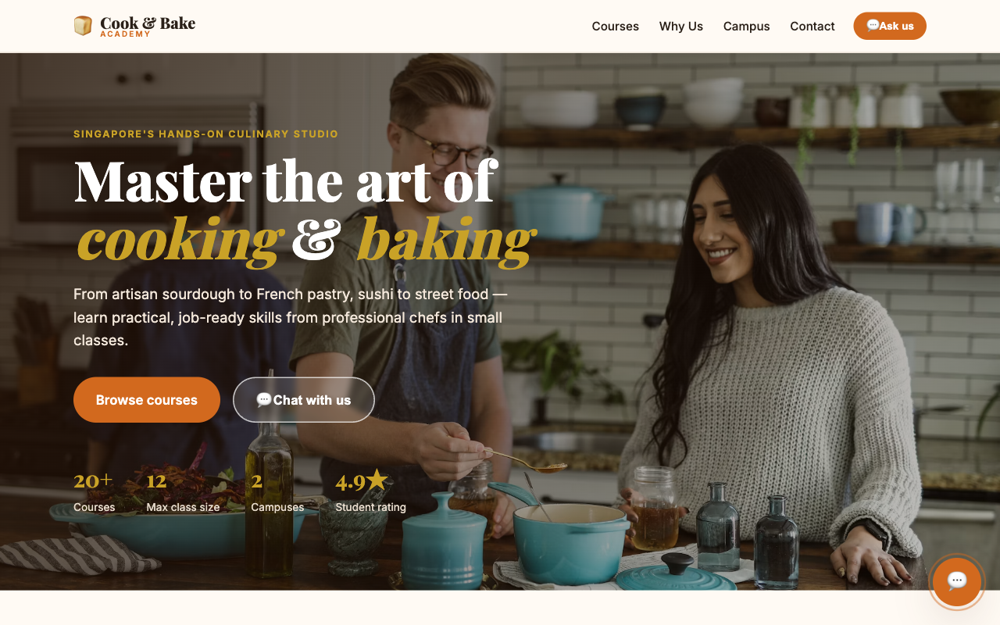 Cook & Bake
ACADEMY
Courses
Why Us
Campus
Contact
Ask us
SINGAPORE'S HANDS-ON CULINARY STUDIO
Master the art of
cooking & baking
From artisan sourdough to French pastry, sushi to street food —
learn practical, job-ready skills from professional chefs in small
classes.
Browse courses
Chat with us
20+
Courses
12
Max class size
2
Campuses
4.9★
Student rating